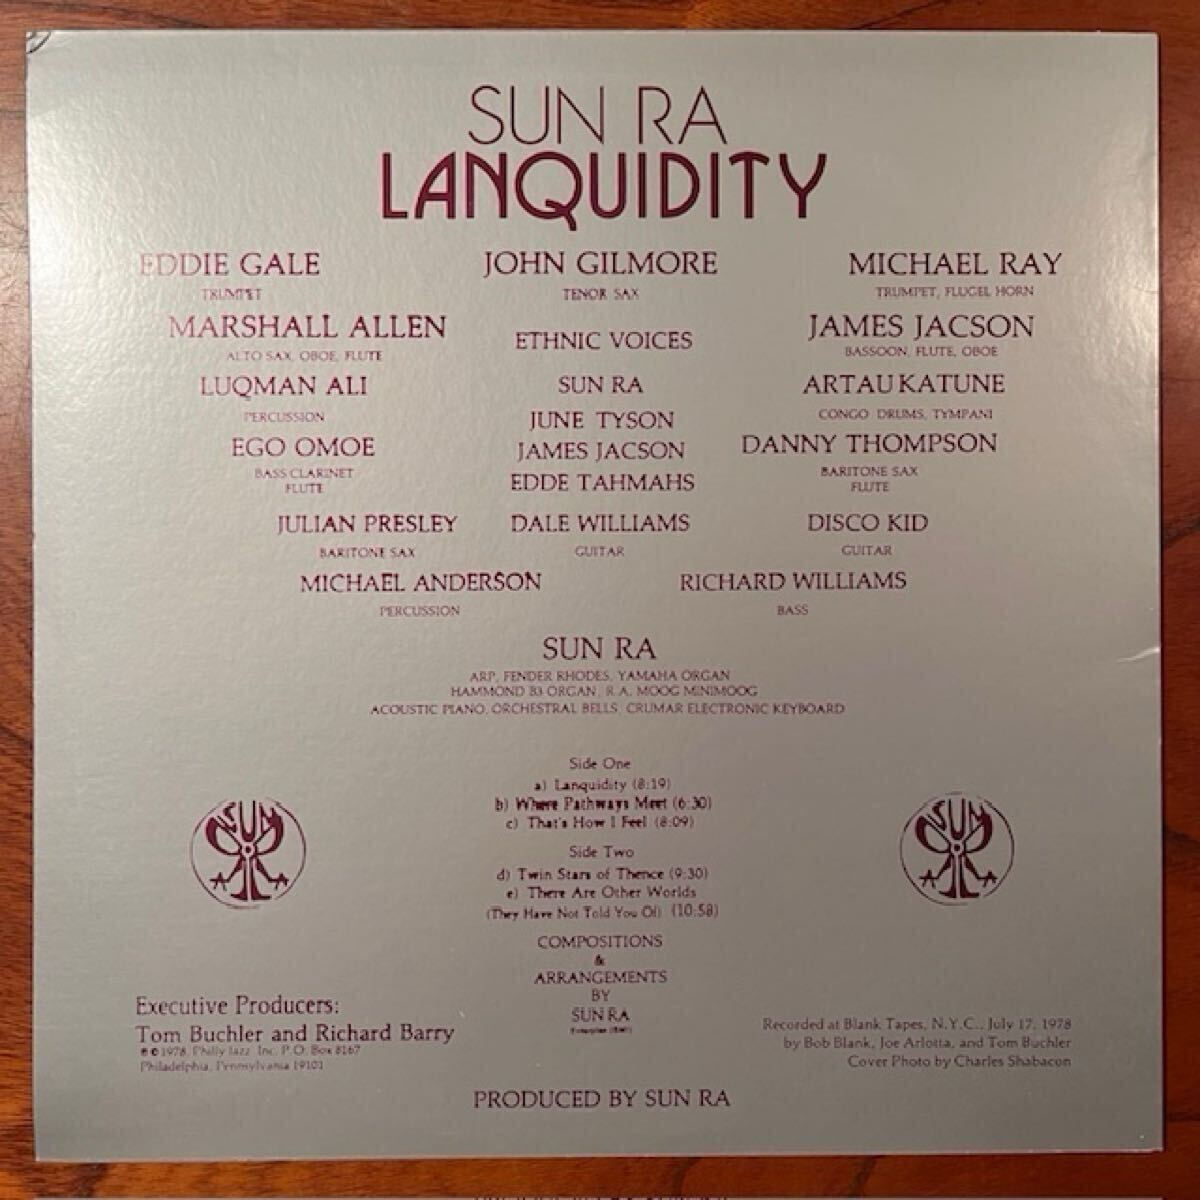 SUN RA
LANQUIDITY
EDDIE GALE JOHN GILMORE MICHAEL RAY
TRUMPET TENOR SAX TRUMPET, FLUGEL HORN
MARSHALL ALLEN ETHNIC VOICES JAMES JACSON
ALTO SAX, OBOE, FLUTE BASSOON, FLUTE, OBOE
LUQMAN ALI SUN RA ARTAU KATUNE
PERCUSSION JUNE TYSON CONGO DRUMS, TYMPANI
EGO OMOE JAMES JACSON DANNY THOMPSON
BASS CLARINET EDDE TAHMAHS BARITONE SAX
FLUTE FLUTE
JULIAN PRESLEY DALE WILLIAMS DISCO KID
BARITONE SAX GUITAR GUITAR
MICHAEL ANDERSON RICHARD WILLIAMS
PERCUSSION BASS
SUN RA
ARP, FENDER RHODES, YAMAHA ORGAN
HAMMOND B3 ORGAN, R.A. MOOG MINIMOOG
ACOUSTIC PIANO, ORCHESTRAL BELLS, CRUMAR ELECTRONIC KEYBOARD
Side One
a) Lanquidity (8:19)
b) Where Pathways Meet (6:30)
c) That's How I Feel (8:09)
Side Two
d) Twin Stars of Thence (9:30)
e) There Are Other Worlds
(They Have Not Told You Of) (10:58)
SUN
RA
SUN
RA
COMPOSITIONS
&
ARRANGEMENTS
BY
SUN RA
Executive Producers:
Tom Buchler and Richard Barry
℗ © 1978, Philly Jazz, Inc. P.O. Box 8167
Philadelphia, Pennsylvania 19101
Recorded at Blank Tapes, N.Y.C., July 17, 1978
by Bob Blank, Joe Arlotta, and Tom Buchler
Cover Photo by Charles Shabacon
PRODUCED BY SUN RA